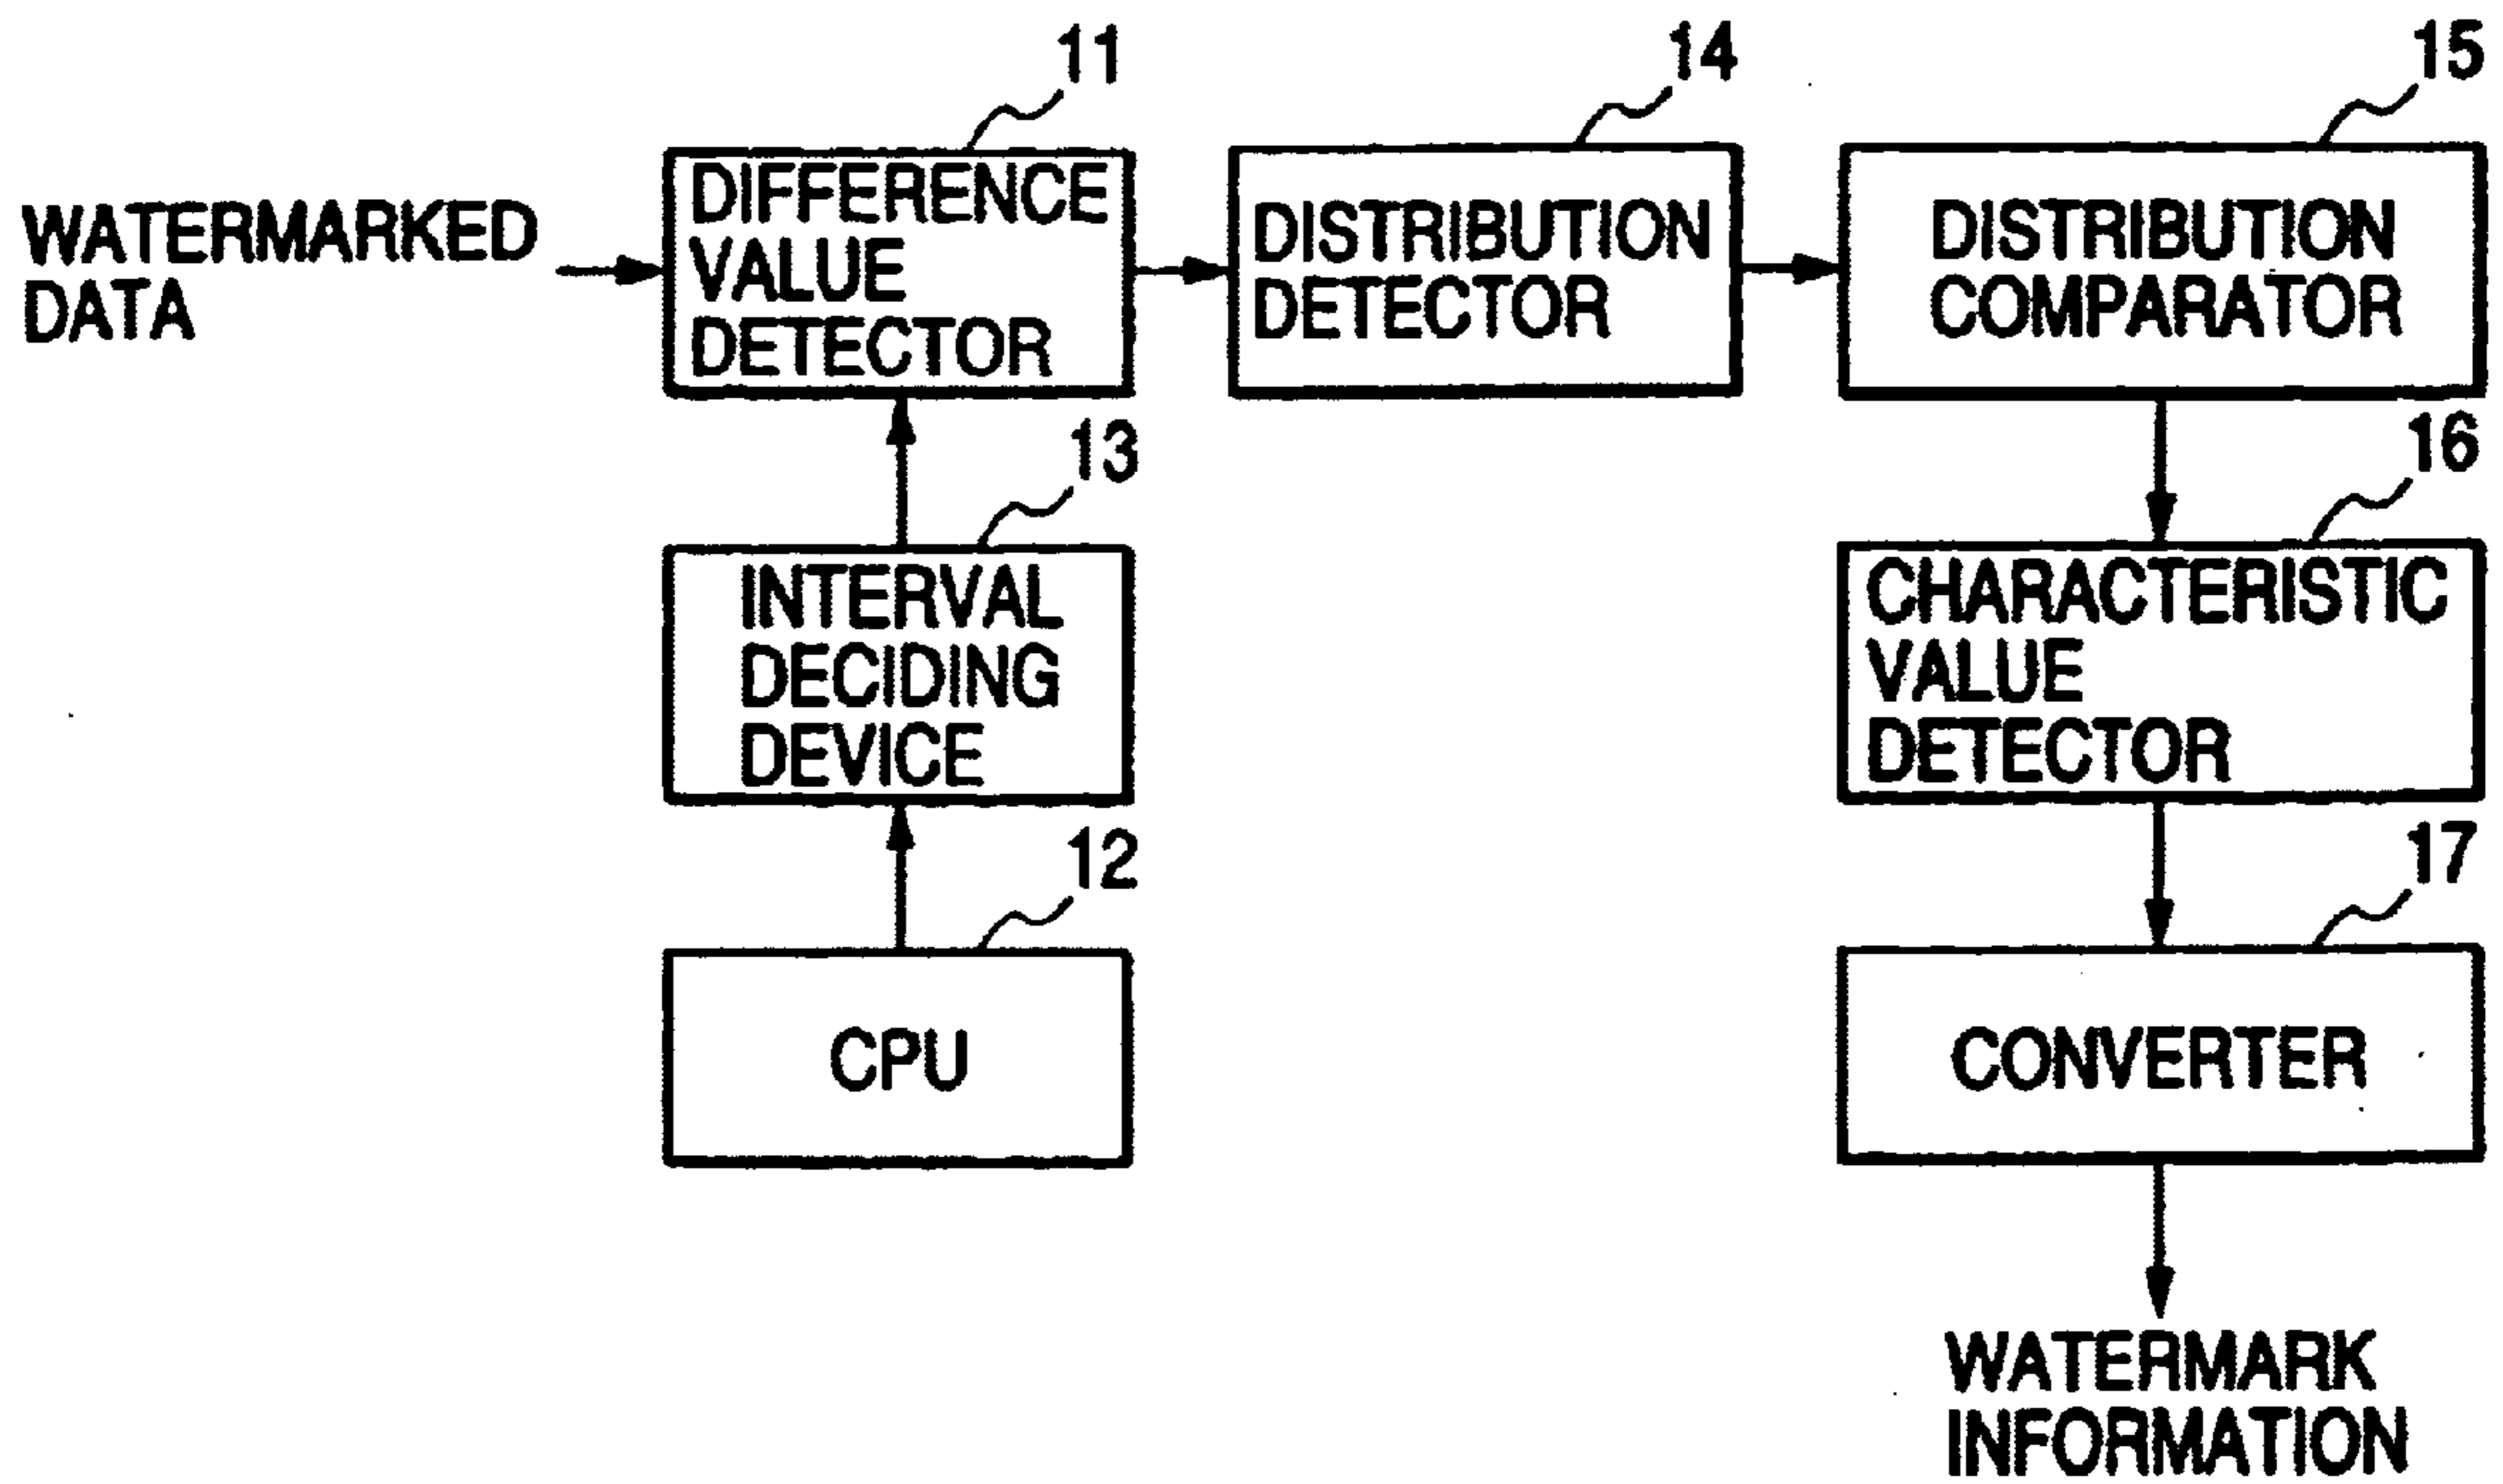 11
14
15
WATERMARKED
DATA
DIFFERENCE
VALUE
DETECTOR
DISTRIBUTION
DETECTOR
DISTRIBUTION
COMPARATOR
13
16
INTERVAL
DECIDING
DEVICE
CHARACTERISTIC
VALUE
DETECTOR
12
17
CPU
CONVERTER
WATERMARK
INFORMATION